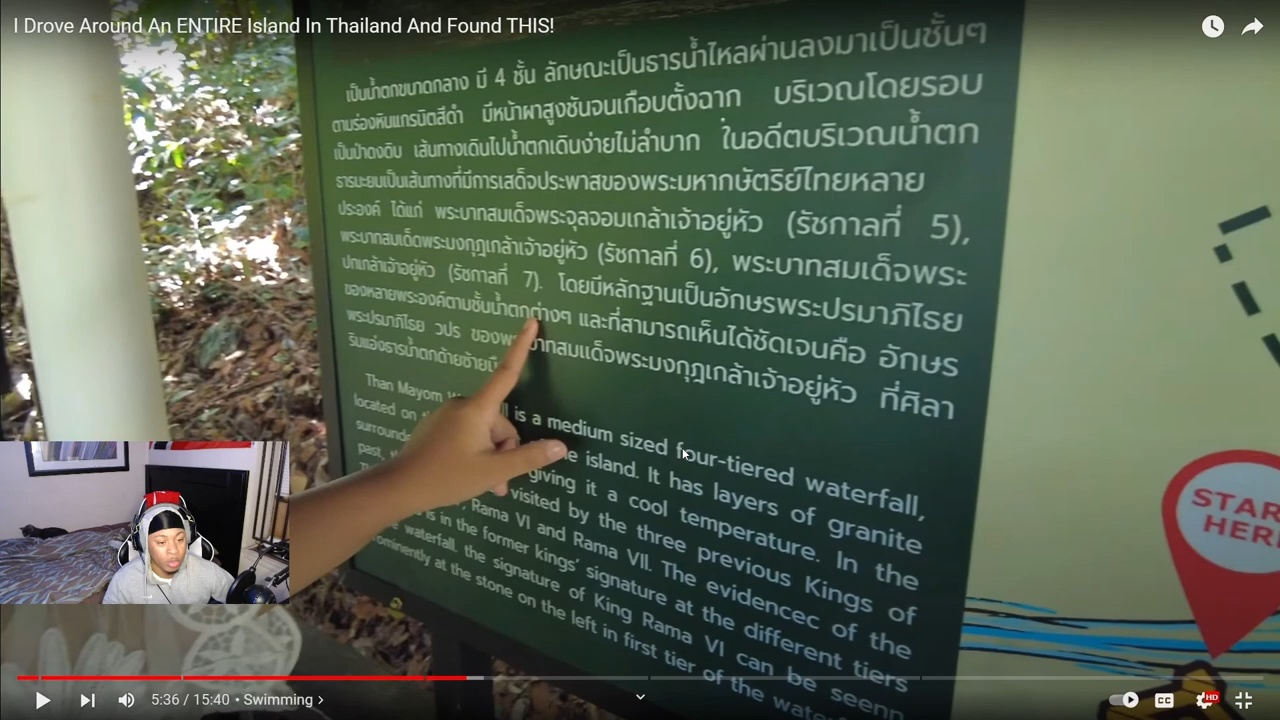 I Drove Around An ENTIRE Island In Thailand And Found THIS!
เป็นน้ำตกขนาดกลาง มี 4 ชั้น ลักษณะเป็นธารน้ำไหลผ่านลงมาเป็นชั้นๆ
ตามร่องหินแกรนิตสีดำ มีหน้าผาสูงชันจนเกือบตั้งฉาก บริเวณโดยรอบ
เป็นป่าดงดิบ เส้นทางเดินไปน้ำตกเดินง่ายไม่ลำบาก ในอดีตบริเวณน้ำตก
ธารมะยมเป็นเส้นทางที่มีการเสด็จประพาสของพระมหากษัตริย์ไทยหลาย
ประองค์ ได้แก่ พระบาทสมเด็จพระจุลจอมเกล้าเจ้าอยู่หัว (รัชกาลที่ 5),
พระบาทสมเด็ดพระมงกุฎเกล้าเจ้าอยู่หัว (รัชกาลที่ 6), พระบาทสมเด็จพระ
ปกเกล้าเจ้าอยู่หัว (รัชกาลที่ 7). โดยมีหลักฐานเป็นอักษรพระปรมาภิไธย
ของหลายพระองค์ตามชั้นน้ำตกต่างๆ และที่สามารถเห็นได้ชัดเจนคือ อักษร
พระปรมาภิไธย วปร ของ พระมงกุฎเกล้าเจ้าอยู่หัว ที่ศิลา
ริมแอ่งธารน้ำตกด้ายซ้าย
Than Mayom is a medium sized four-tiered waterfall,
located on island. It has layers of granite
giving it a cool temperature. In the
past, visited by the three previous Kings of
Rama VI and Rama VII. The evidencec of the
is in the former kings' signature at the different tiers
waterfall. the signature of King Rama VI can be seenn
at the stone on the left in first tier of the
START
HERE
5:36 / 15:40 • Swimming ›
CC
HD